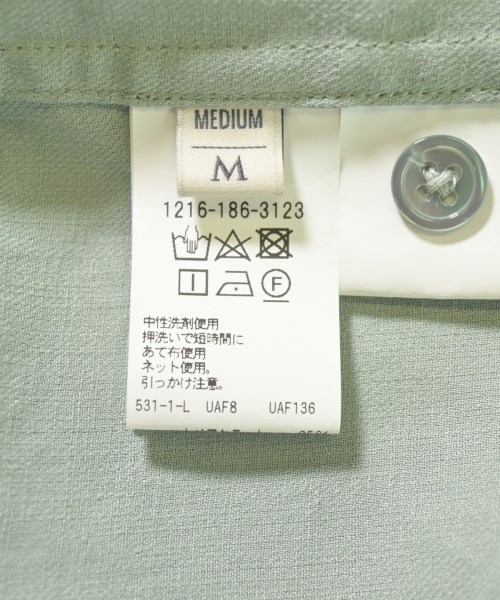 MEDIUM
M
1216-186-3123
F
中性洗剤使用
押洗いで短時間に
あて布使用
ネット使用。
引っかけ注意。
531-1-L UAF8 UAF136